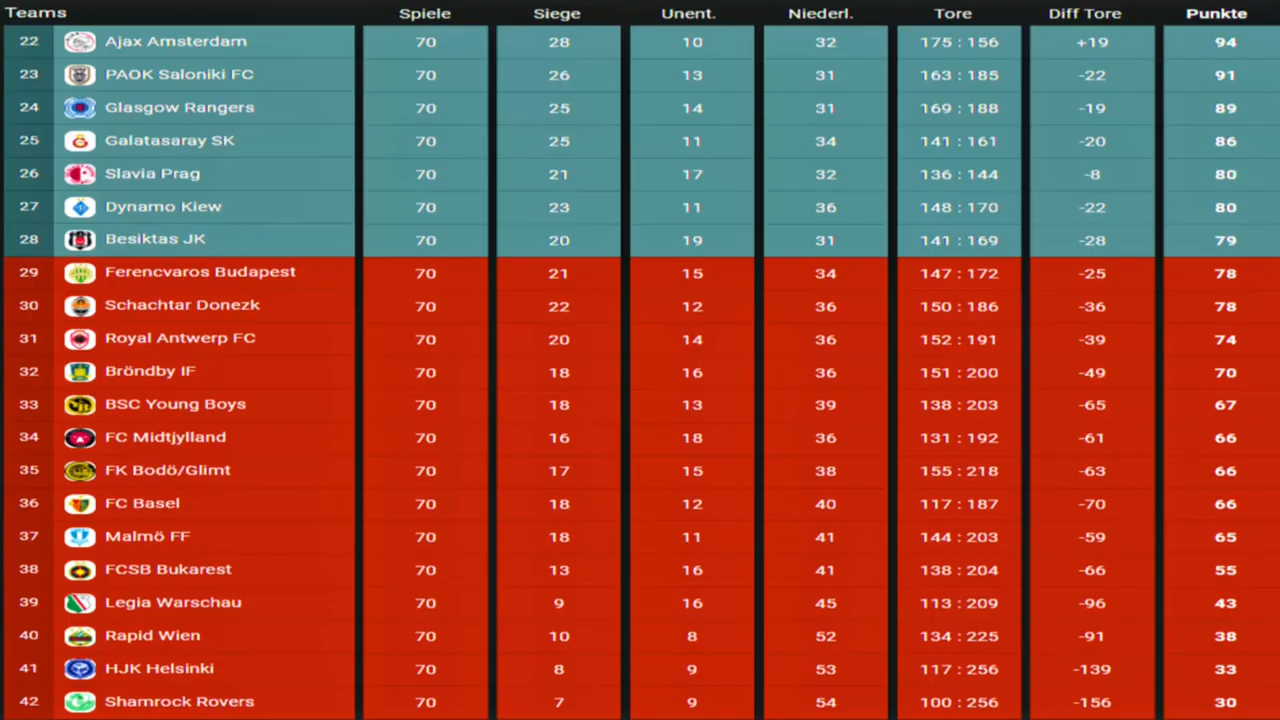 Teams Spiele Siege Unent. Niederl. Tore Diff Tore Punkte
22 Ajax Amsterdam 70 28 10 32 175 : 156 +19 94
23 PAOK Saloniki FC 70 26 13 31 163 : 185 -22 91
24 Glasgow Rangers 70 25 14 31 169 : 188 -19 89
25 Galatasaray SK 70 25 11 34 141 : 161 -20 86
26 Slavia Prag 70 21 17 32 136 : 144 -8 80
27 Dynamo Kiew 70 23 11 36 148 : 170 -22 80
28 Besiktas JK 70 20 19 31 141 : 169 -28 79
29 Ferencvaros Budapest 70 21 15 34 147 : 172 -25 78
30 Schachtar Donezk 70 22 12 36 150 : 186 -36 78
31 Royal Antwerp FC 70 20 14 36 152 : 191 -39 74
32 Bröndby IF 70 18 16 36 151 : 200 -49 70
33 BSC Young Boys 70 18 13 39 138 : 203 -65 67
34 FC Midtjylland 70 16 18 36 131 : 192 -61 66
35 FK Bodö/Glimt 70 17 15 38 155 : 218 -63 66
36 FC Basel 70 18 12 40 117 : 187 -70 66
37 Malmö FF 70 18 11 41 144 : 203 -59 65
38 FCSB Bukarest 70 13 16 41 138 : 204 -66 55
39 Legia Warschau 70 9 16 45 113 : 209 -96 43
40 Rapid Wien 70 10 8 52 134 : 225 -91 38
41 HJK Helsinki 70 8 9 53 117 : 256 -139 33
42 Shamrock Rovers 70 7 9 54 100 : 256 -156 30